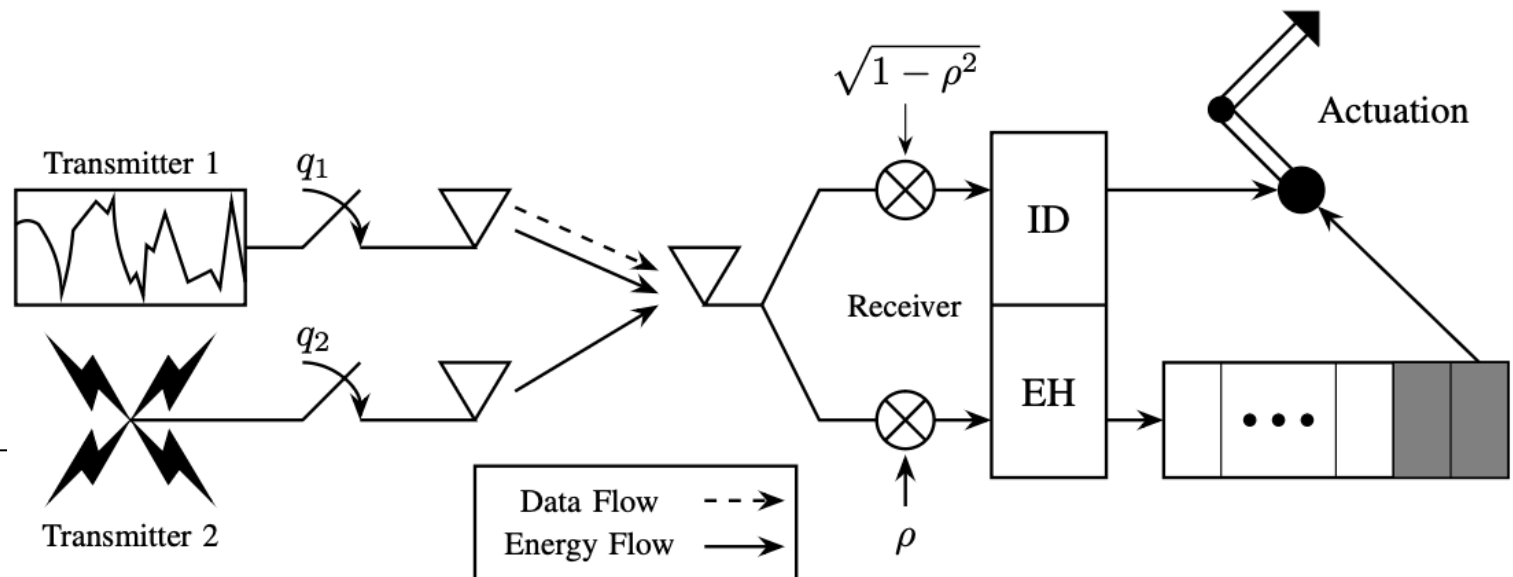 √(1 − ρ²)
Actuation
Transmitter 1
q₁
ID
Receiver
q₂
EH
Transmitter 2
Data Flow
Energy Flow
ρ